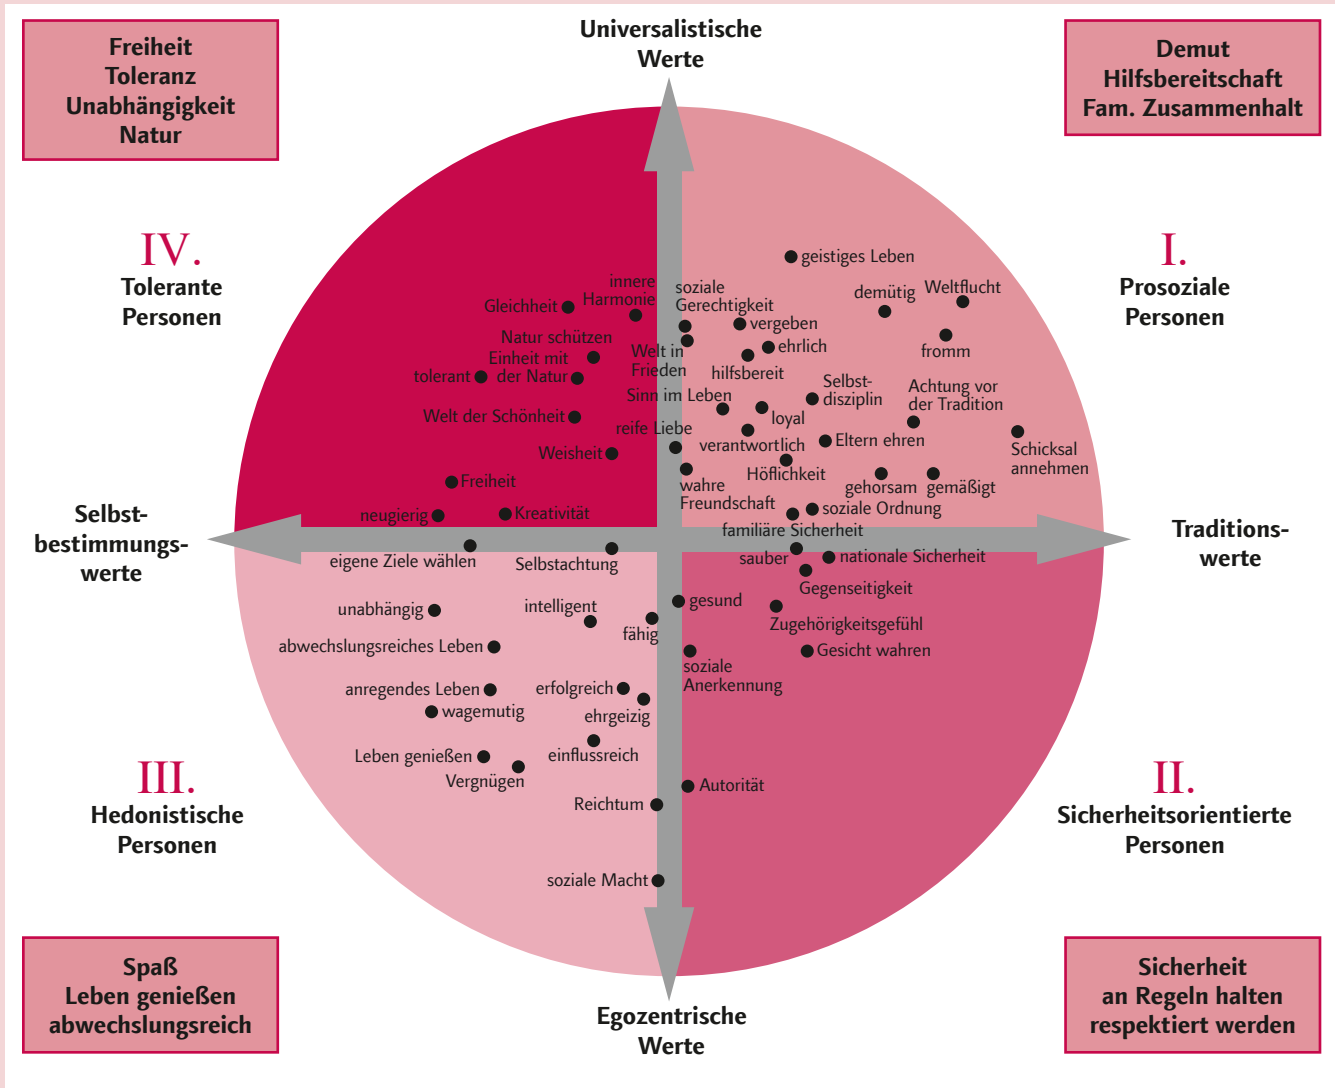 Universalistische
Werte
Freiheit
Toleranz
Unabhängigkeit
Natur
Demut
Hilfsbereitschaft
Fam. Zusammenhalt
IV.
Tolerante
Personen
I.
Prosoziale
Personen
geistiges Leben
innere
Harmonie
Gleichheit
soziale
Gerechtigkeit
demütig
Weltflucht
vergeben
Natur schützen
Welt in
Frieden
ehrlich
fromm
Einheit mit
der Natur
tolerant
hilfsbereit
Selbst-
disziplin
Achtung vor
der Tradition
Sinn im Leben
Welt der Schönheit
loyal
reife Liebe
verantwortlich
Eltern ehren
Schicksal
annehmen
Weisheit
Höflichkeit
wahre
Freundschaft
gehorsam
gemäßigt
Freiheit
neugierig
Kreativität
soziale Ordnung
familiäre Sicherheit
Selbst-
bestimmungs-
werte
Traditions-
werte
eigene Ziele wählen
Selbstachtung
sauber
nationale Sicherheit
Gegenseitigkeit
unabhängig
intelligent
gesund
fähig
Zugehörigkeitsgefühl
abwechslungsreiches Leben
soziale
Anerkennung
Gesicht wahren
anregendes Leben
erfolgreich
wagemutig
ehrgeizig
Leben genießen
einflussreich
Vergnügen
Reichtum
Autorität
soziale Macht
III.
Hedonistische
Personen
II.
Sicherheitsorientierte
Personen
Spaß
Leben genießen
abwechslungsreich
Sicherheit
an Regeln halten
respektiert werden
Egozentrische
Werte